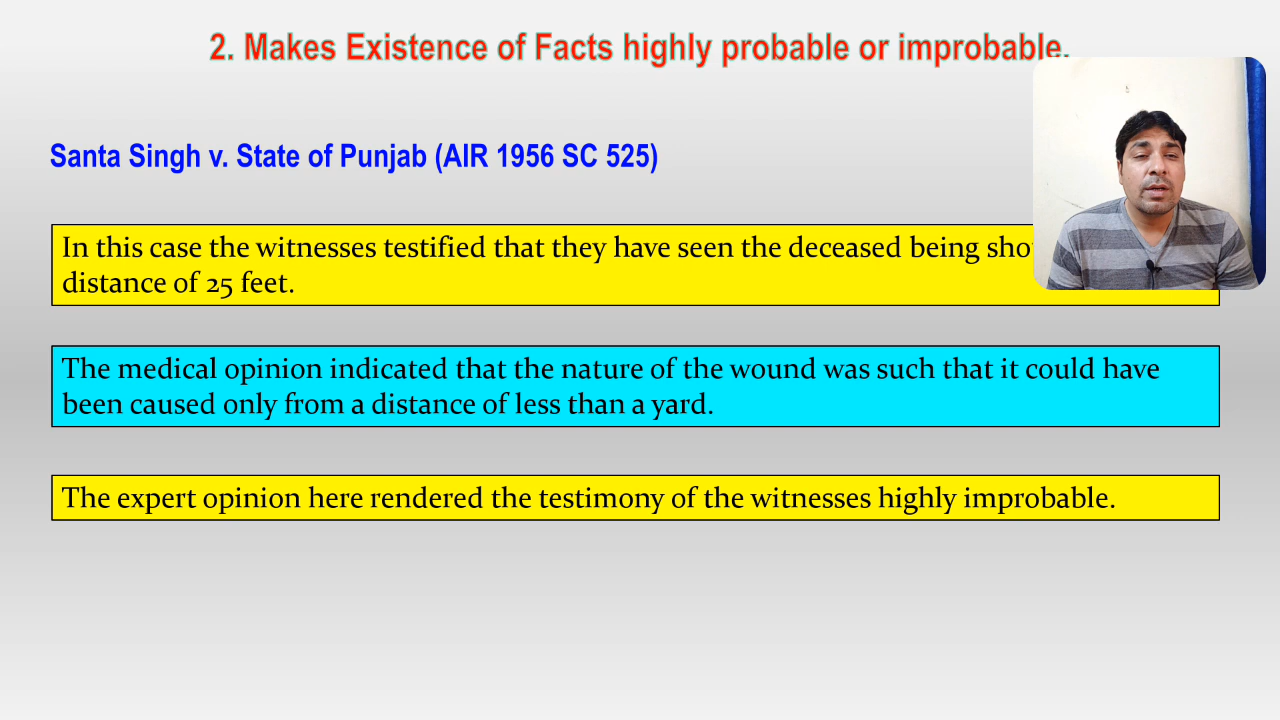 2. Makes Existence of Facts highly probable or improbable.
Santa Singh v. State of Punjab (AIR 1956 SC 525)
In this case the witnesses testified that they have seen the deceased being
distance of 25 feet.
The medical opinion indicated that the nature of the wound was such that it could have
been caused only from a distance of less than a yard.
The expert opinion here rendered the testimony of the witnesses highly improbable.